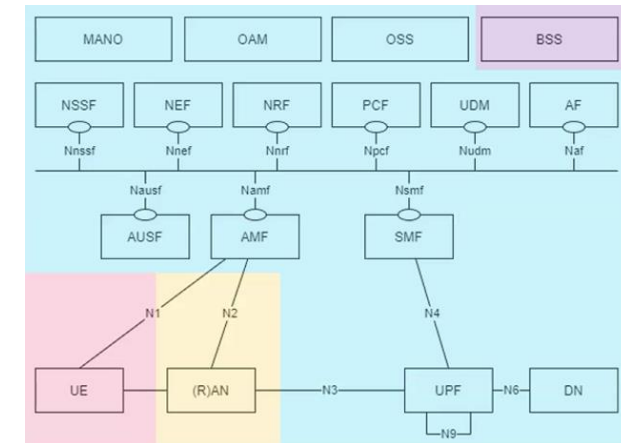 MANO OAM OSS BSS
NSSF NEF NRF PCF UDM AF
Nnssf Nnef Nnrf Npcf Nudm Naf
Nausf Namf Nsmf
AUSF AMF SMF
N1 N2 N4
UE (R)AN N3 UPF N6 DN
N9